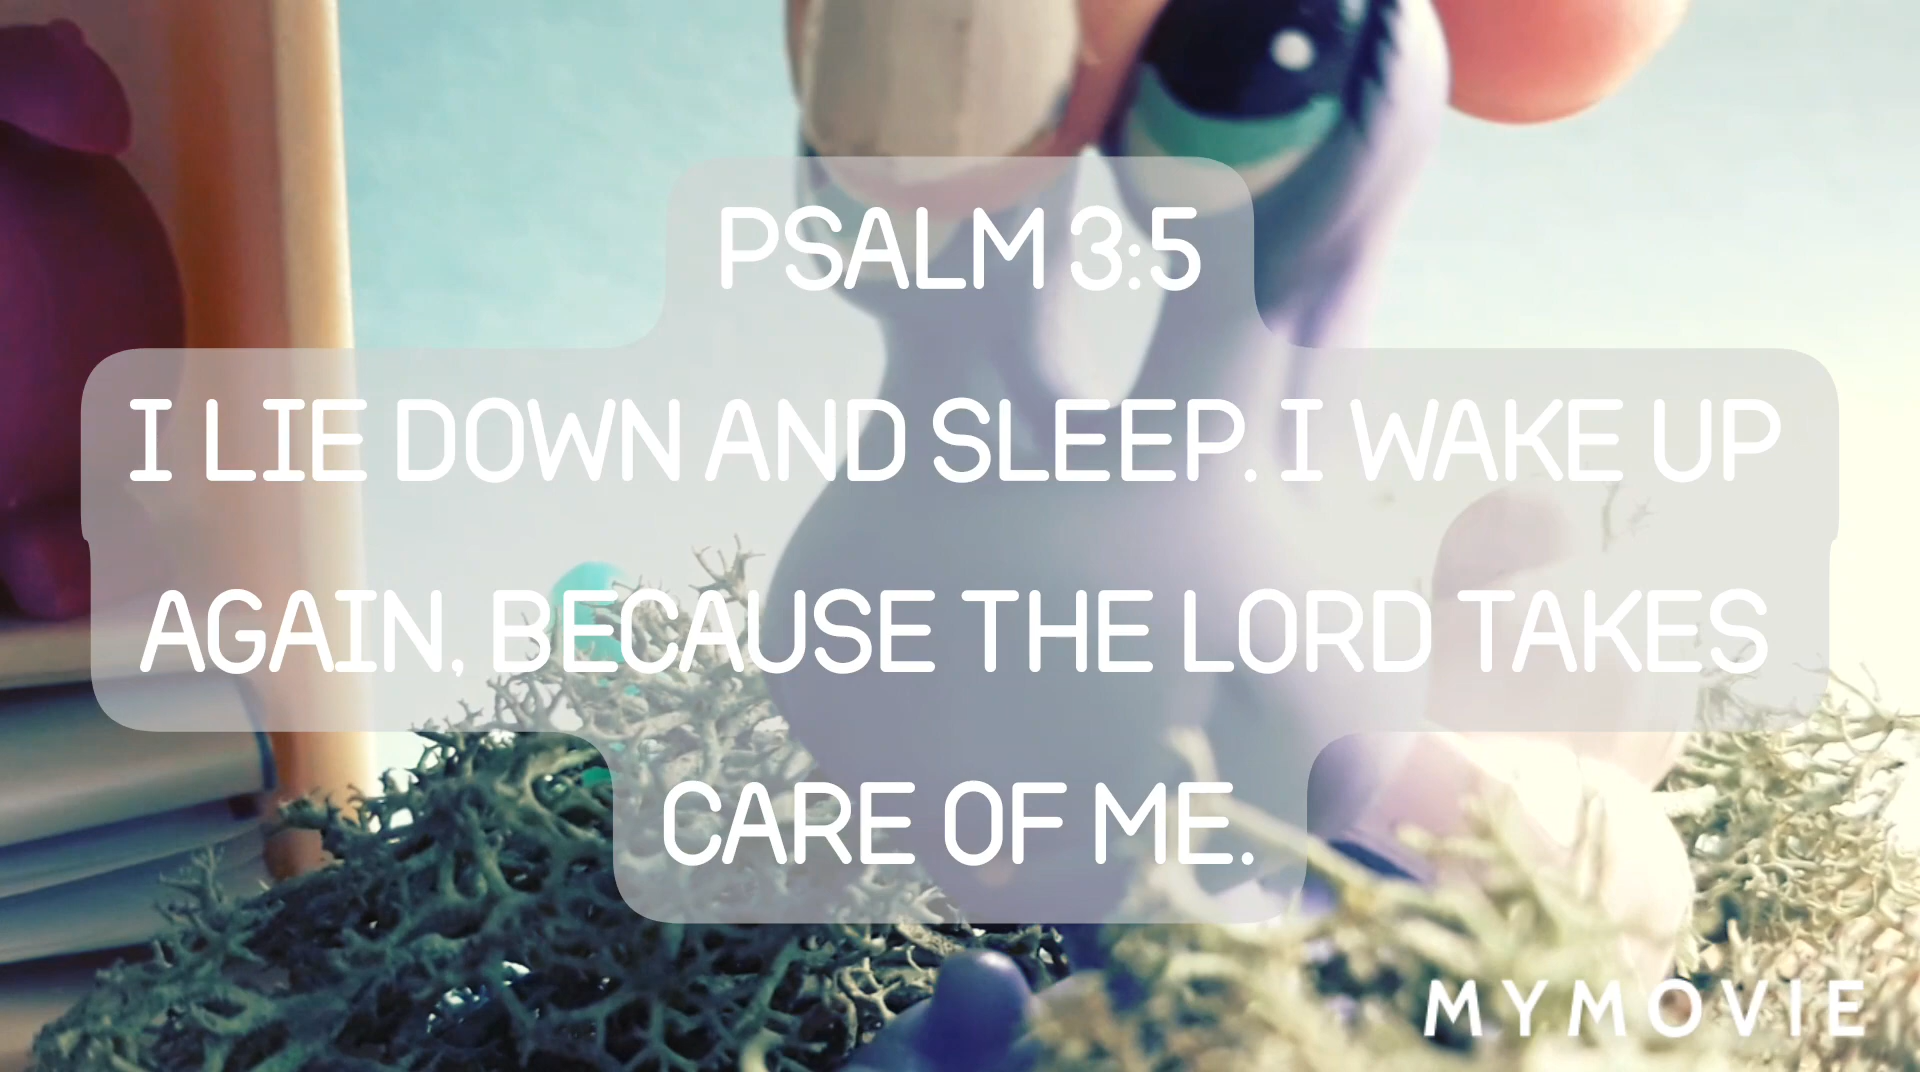 PSALM 3:5
I LIE DOWN AND SLEEP. I WAKE UP
AGAIN, BECAUSE THE LORD TAKES
CARE OF ME.
MYMOVIE